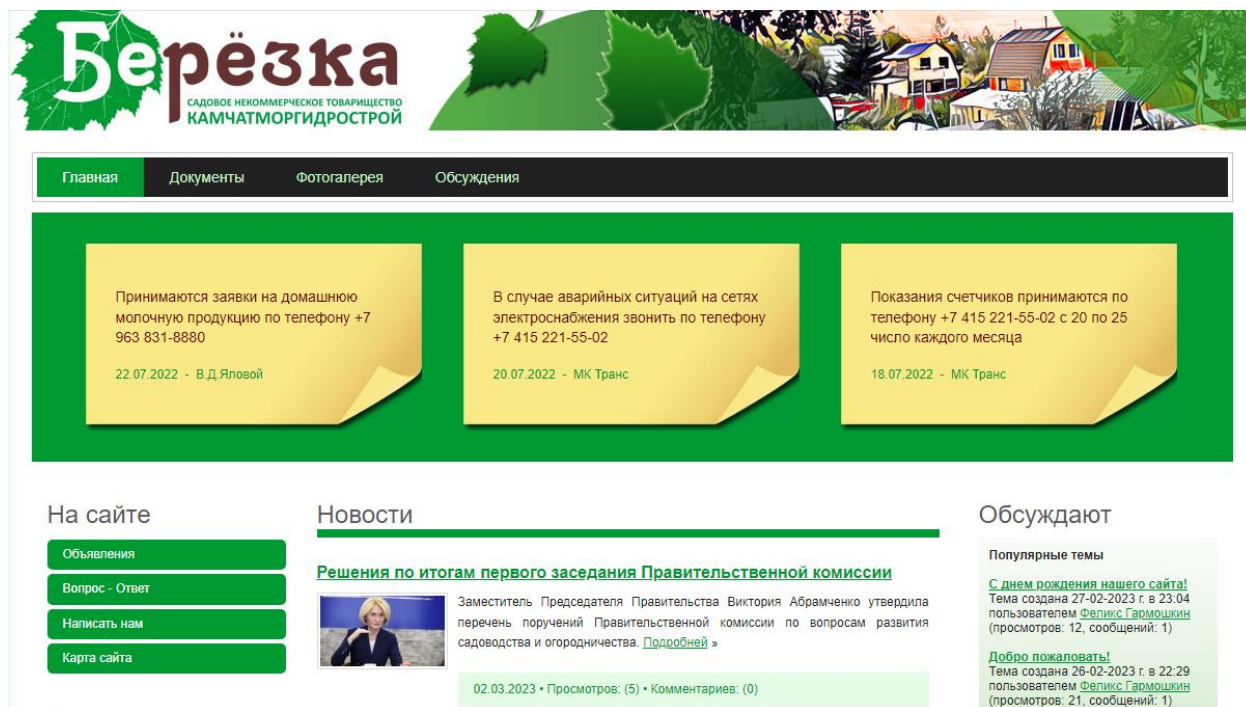 Берёзка
САДОВОЕ НЕКОММЕРЧЕСКОЕ ТОВАРИЩЕСТВО
КАМЧАТМОРГИДРОСТРОЙ
Главная Документы Фотогалерея Обсуждения
Принимаются заявки на домашнюю
молочную продукцию по телефону +7
963 831-8880
22.07.2022 - В.Д.Яловой
В случае аварийных ситуаций на сетях
электроснабжения звонить по телефону
+7 415 221-55-02
20.07.2022 - МК Транс
Показания счетчиков принимаются по
телефону +7 415 221-55-02 с 20 по 25
число каждого месяца
18.07.2022 - МК Транс
На сайте
Объявления
Вопрос - Ответ
Написать нам
Карта сайта
Новости
Решения по итогам первого заседания Правительственной комиссии
Заместитель Председателя Правительства Виктория Абрамченко утвердила
перечень поручений Правительственной комиссии по вопросам развития
садоводства и огородничества. Подробней »
02.03.2023 • Просмотров: (5) • Комментариев: (0)
Обсуждают
Популярные темы
С днем рождения нашего сайта!
Тема создана 27-02-2023 г. в 23:04
пользователем Феликс Гармошкин
(просмотров: 12, сообщений: 1)
Добро пожаловать!
Тема создана 26-02-2023 г. в 22:29
пользователем Феликс Гармошкин
(просмотров: 21, сообщений: 1)